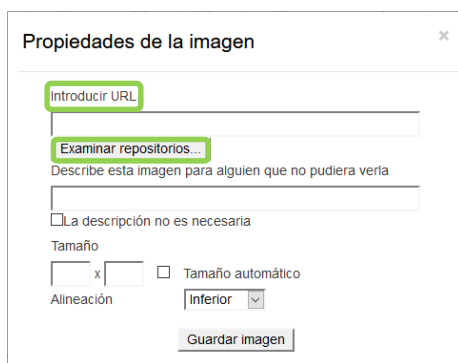 Propiedades de la imagen ×
Introducir URL
Examinar repositorios...
Describe esta imagen para alguien que no pudiera verla
La descripción no es necesaria
Tamaño
x Tamaño automático
Alineación Inferior
Guardar imagen